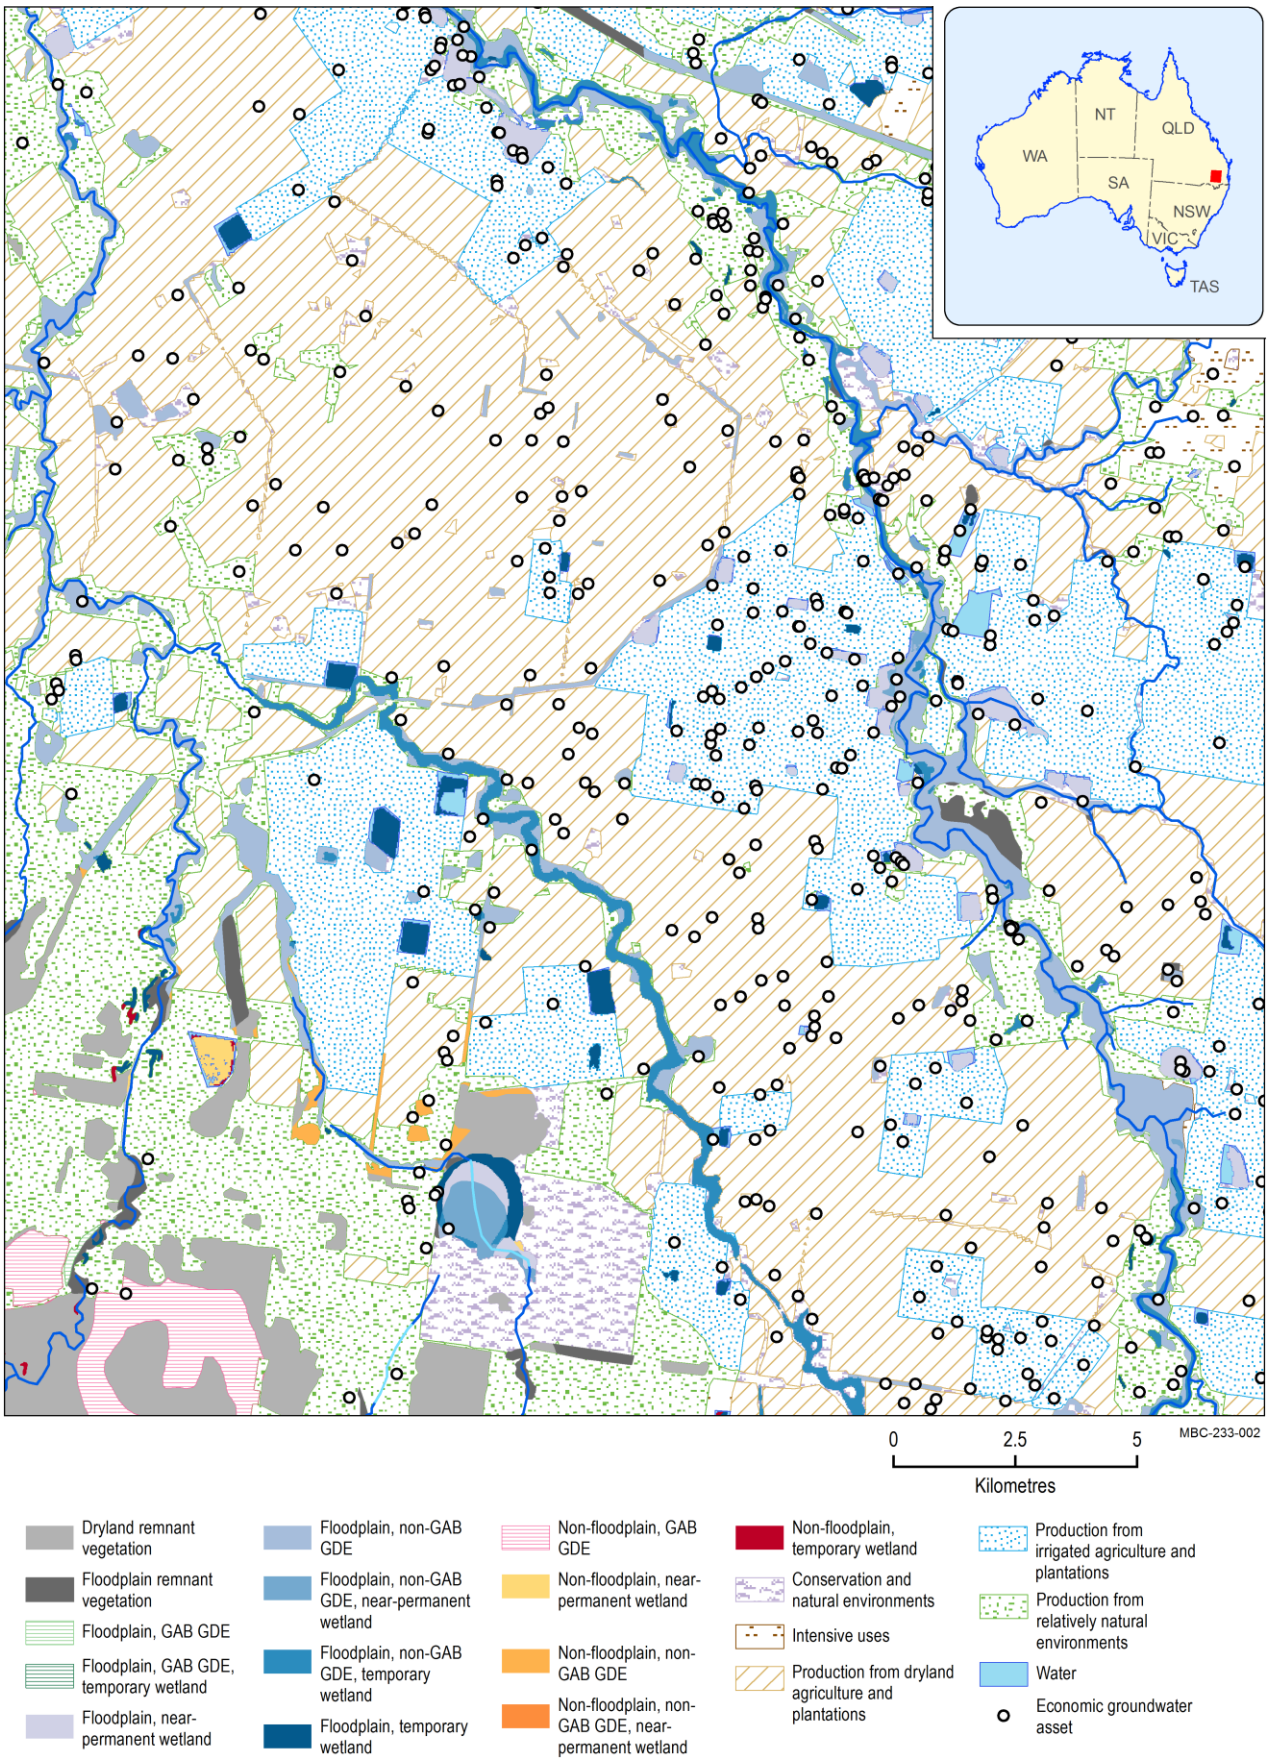 NT
QLD
WA
SA
NSW
VIC
TAS
MBC-233-002
0 2.5 5
Kilometres
Dryland remnant
vegetation
Floodplain remnant
vegetation
Floodplain, GAB GDE
Floodplain, GAB GDE,
temporary wetland
Floodplain, near-
permanent wetland
Floodplain, non-GAB
GDE
Floodplain, non-GAB
GDE, near-permanent
wetland
Floodplain, non-GAB
GDE, temporary
wetland
Floodplain, temporary
wetland
Non-floodplain, GAB
GDE
Non-floodplain, near-
permanent wetland
Non-floodplain, non-
GAB GDE
Non-floodplain, non-
GAB GDE, near-
permanent wetland
Non-floodplain,
temporary wetland
Conservation and
natural environments
Intensive uses
Production from dryland
agriculture and
plantations
Production from
irrigated agriculture and
plantations
Production from
relatively natural
environments
Water
Economic groundwater
asset